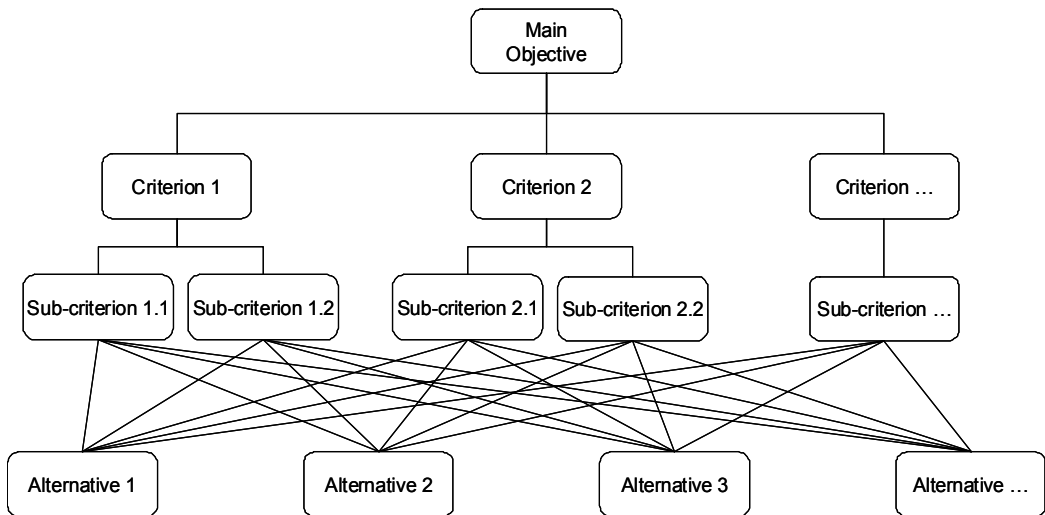 Main
Objective
Criterion 1
Criterion 2
Criterion …
Sub-criterion 1.1
Sub-criterion 1.2
Sub-criterion 2.1
Sub-criterion 2.2
Sub-criterion …
Alternative 1
Alternative 2
Alternative 3
Alternative …